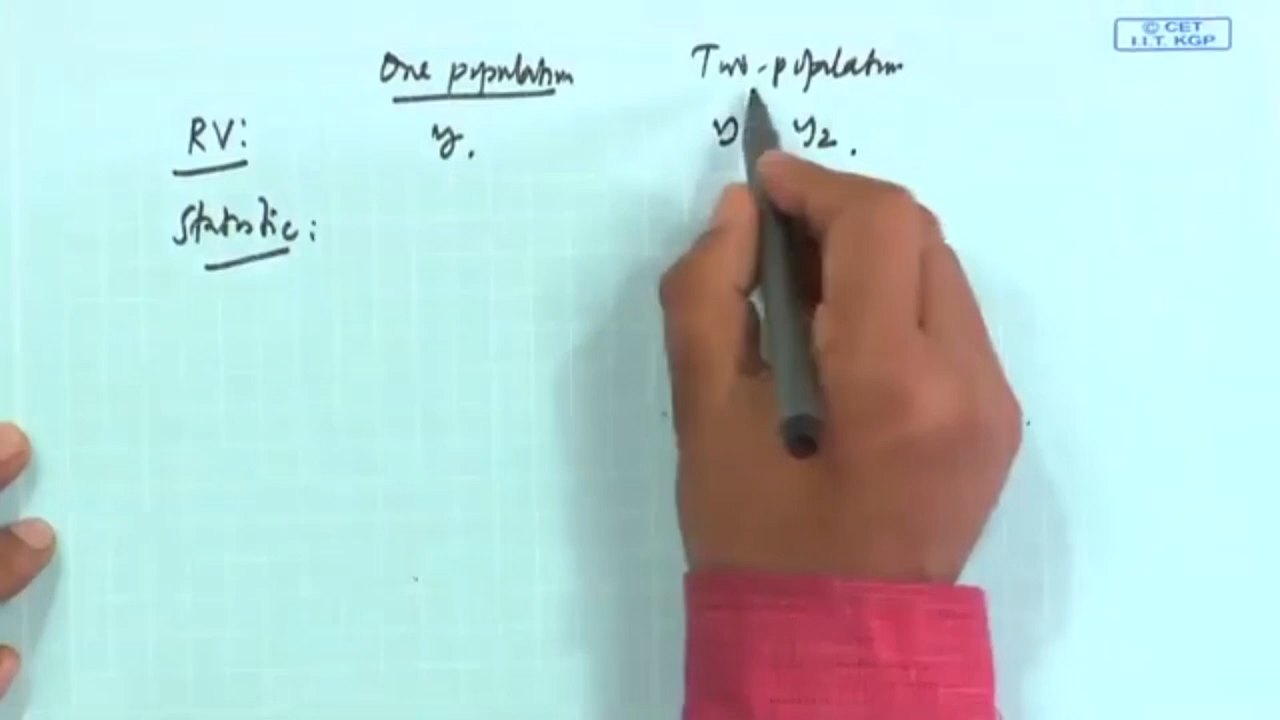 © CET
I.I.T. KGP
One population Two-population
RV: y. y y2.
Statistic: